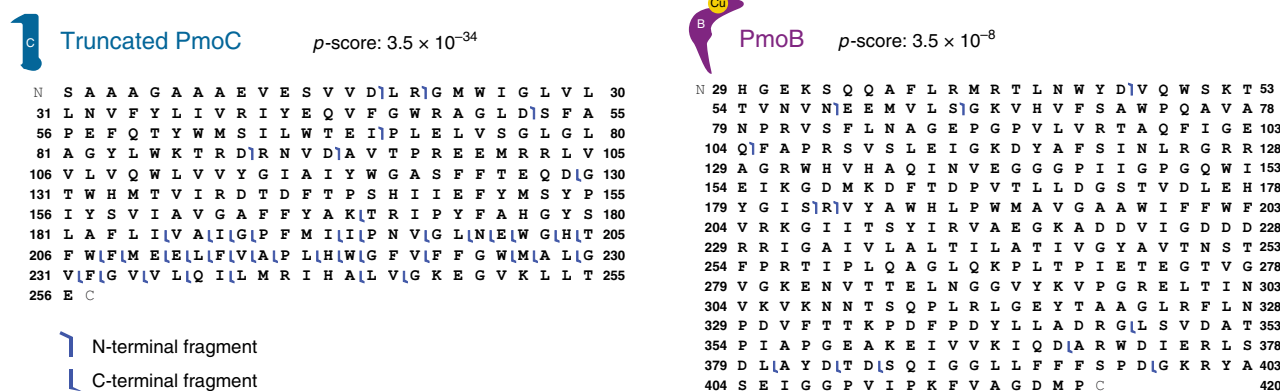 C
Truncated PmoC
p-score: 3.5 × 10–34
N S A A A G A A A E V E S V V D L R G M W I G L V L 30
31 L N V F Y L I V R I Y E Q V F G W R A G L D S F A 55
56 P E F Q T Y W M S I L W T E I P L E L V S G L G L 80
81 A G Y L W K T R D R N V D A V T P R E E M R R L V 105
106 V L V Q W L V V Y G I A I Y W G A S F F T E Q D G 130
131 T W H M T V I R D T D F T P S H I I E F Y M S Y P 155
156 I Y S V I A V G A F F Y A K T R I P Y F A H G Y S 180
181 L A F L I V A I G P F M I I P N V G L N E W G H T 205
206 F W F M E E L F V A P L H W G F V F F G W M A L G 230
231 V F G V V L Q I L M R I H A L V G K E G V K L L T 255
256 E C
N-terminal fragment
C-terminal fragment
Cu
B
PmoB
p-score: 3.5 × 10–8
N 29 H G E K S Q Q A F L R M R T L N W Y D V Q W S K T 53
54 T V N V N E E M V L S G K V H V F S A W P Q A V A 78
79 N P R V S F L N A G E P G P V L V R T A Q F I G E 103
104 Q F A P R S V S L E I G K D Y A F S I N L R G R R 128
129 A G R W H V H A Q I N V E G G G P I I G P G Q W I 153
154 E I K G D M K D F T D P V T L L D G S T V D L E H 178
179 Y G I S R V Y A W H L P W M A V G A A W I F F W F 203
204 V R K G I I T S Y I R V A E G K A D D V I G D D D 228
229 R R I G A I V L A L T I L A T I V G Y A V T N S T 253
254 F P R T I P L Q A G L Q K P L T P I E T E G T V G 278
279 V G K E N V T T E L N G G V Y K V P G R E L T I N 303
304 V K V K N N T S Q P L R L G E Y T A A G L R F L N 328
329 P D V F T T K P D F P D Y L L A D R G L S V D A T 353
354 P I A P G E A K E I V V K I Q D A R W D I E R L S 378
379 D L A Y D T D S Q I G G L L F F F S P D G K R Y A 403
404 S E I G G P V I P K F V A G D M P C 420